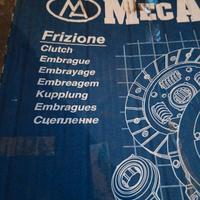 MECA
Frizione
Clutch
Embrague
Embrayage
Embreagem
Kupplung
Embragues
Сцепление